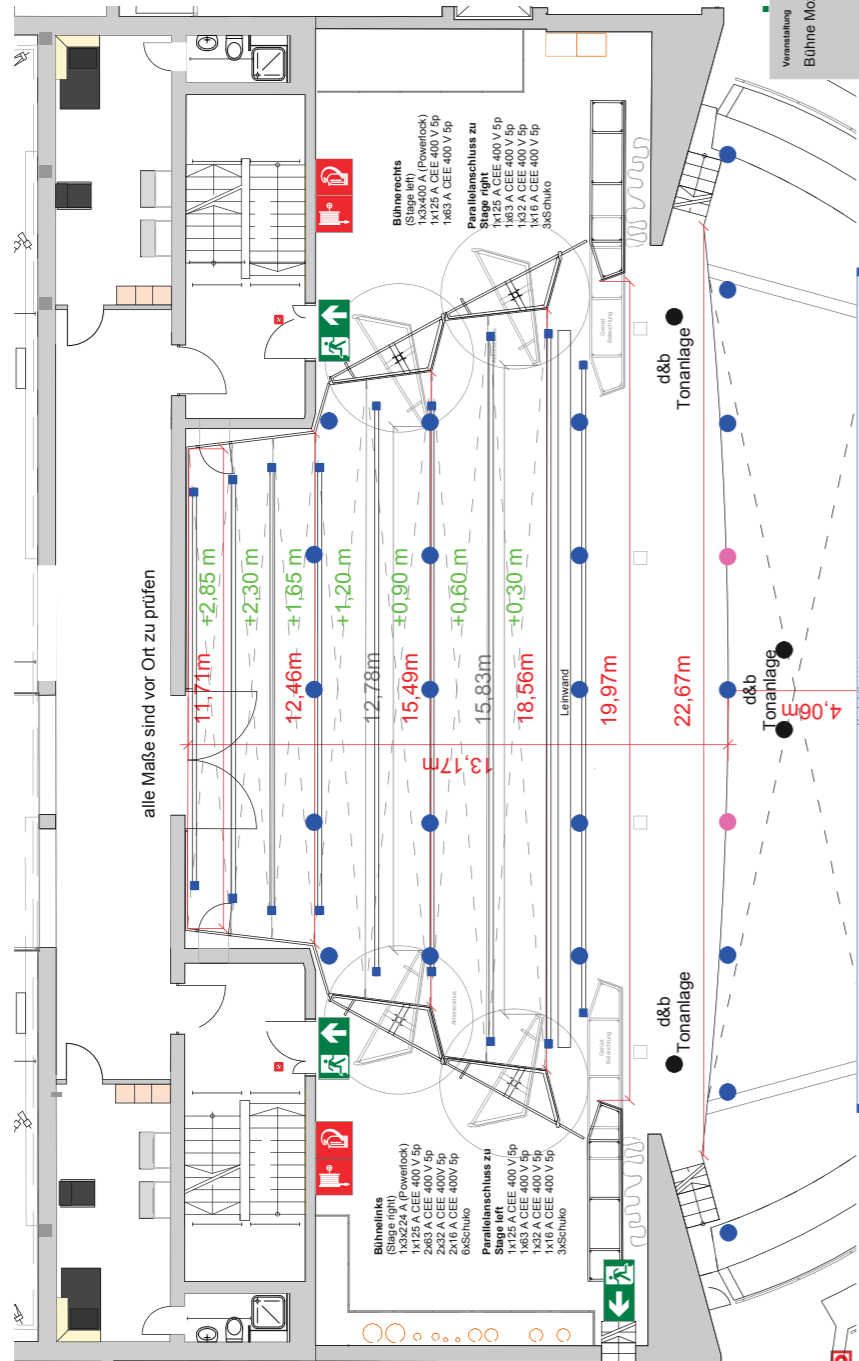 Veranstaltung
Bühne Mo
Bühnerechts
(Stage left)
1x3x400 A (Powerlock)
1x125 A CEE 400 V 5p
1x63 A CEE 400 V 5p
Parallelanschluss zu
Stage right
1x125 A CEE 400 V 5p
1x63 A CEE 400 V 5p
1x32 A CEE 400 V 5p
1x16 A CEE 400 V 5p
3xSchuko
alle Maße sind vor Ort zu prüfen
+2,85 m
+2,30 m
+1,65 m
+1,20 m
+0,90 m
+0,60 m
+0,30 m
11,71m
12,46m
12,78m
15,49m
15,83m
18,56m
Leinwand
19,97m
22,67m
13,17m
4,06m
d&b
Tonanlage
d&b
Tonanlage
d&b
Tonanlage
Gerüst
Beleuchtung
Gerüst
Beleuchtung
Aktionsradius
Bühnelinks
(Stage right)
1x3x224 A (Powerlock)
1x125 A CEE 400 V 5p
2x63 A CEE 400 V 5p
2x32 A CEE 400V 5p
2x16 A CEE 400V 5p
6xSchuko
Parallelanschluss zu
Stage left
1x125 A CEE 400 V 5p
1x63 A CEE 400 V 5p
1x32 A CEE 400 V 5p
1x16 A CEE 400 V 5p
3xSchuko